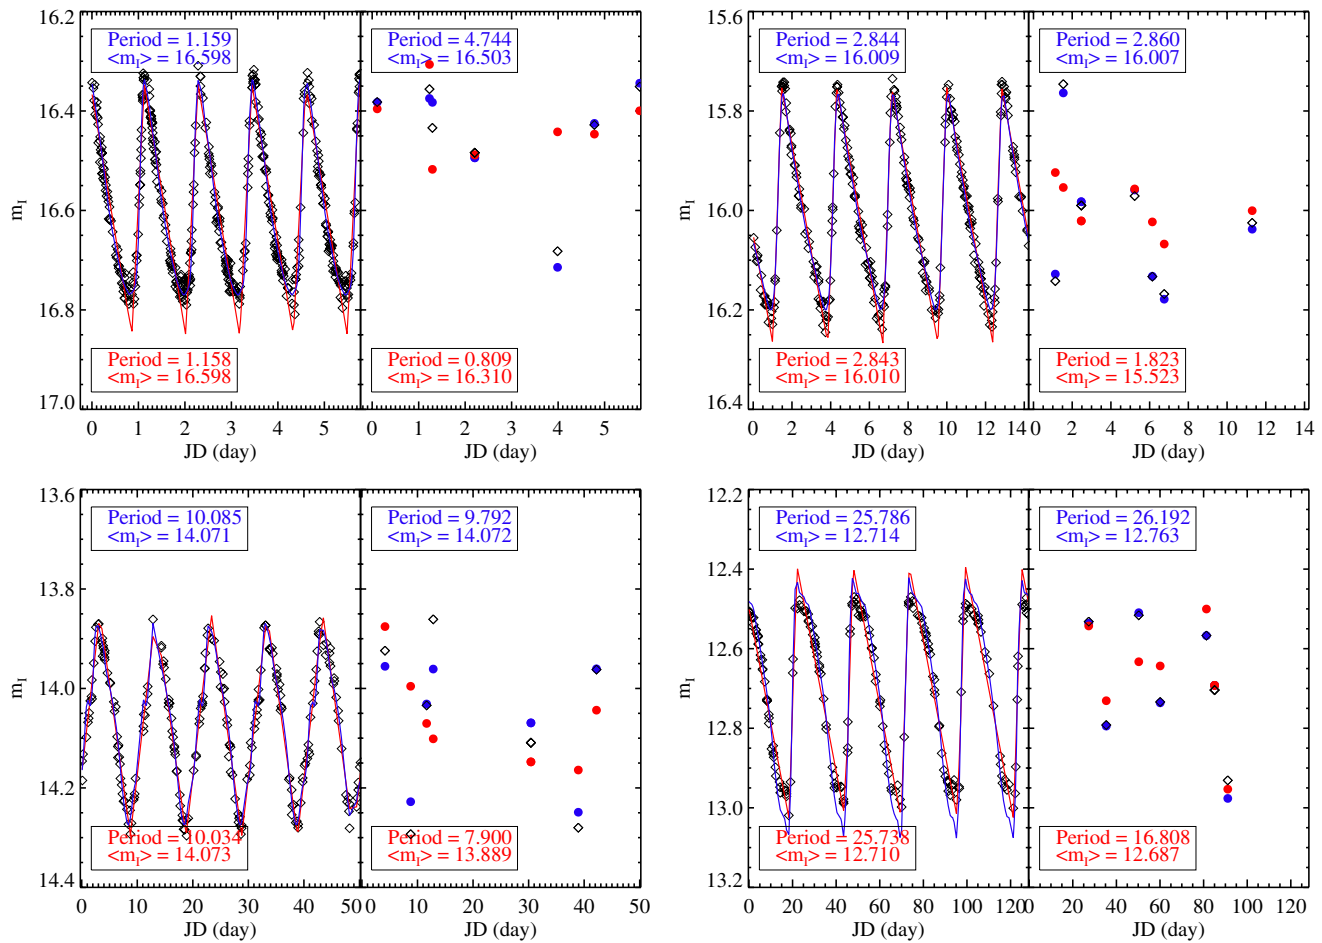 16.2
16.4
16.6
16.8
17.0
m_I
Period = 1.159
<m_I> = 16.598
Period = 1.158
<m_I> = 16.598
Period = 4.744
<m_I> = 16.503
Period = 0.809
<m_I> = 16.310
0 1 2 3 4 5
0 1 2 3 4 5
JD (day)
JD (day)
15.6
15.8
16.0
16.2
16.4
m_I
Period = 2.844
<m_I> = 16.009
Period = 2.843
<m_I> = 16.010
Period = 2.860
<m_I> = 16.007
Period = 1.823
<m_I> = 15.523
0 2 4 6 8 10 12 14
0 2 4 6 8 10 12 14
JD (day)
JD (day)
13.6
13.8
14.0
14.2
14.4
m_I
Period = 10.085
<m_I> = 14.071
Period = 10.034
<m_I> = 14.073
Period = 9.792
<m_I> = 14.072
Period = 7.900
<m_I> = 13.889
0 10 20 30 40 50
0 10 20 30 40 50
JD (day)
JD (day)
12.2
12.4
12.6
12.8
13.0
13.2
m_I
Period = 25.786
<m_I> = 12.714
Period = 25.738
<m_I> = 12.710
Period = 26.192
<m_I> = 12.763
Period = 16.808
<m_I> = 12.687
0 20 40 60 80 100 120
0 20 40 60 80 100 120
JD (day)
JD (day)